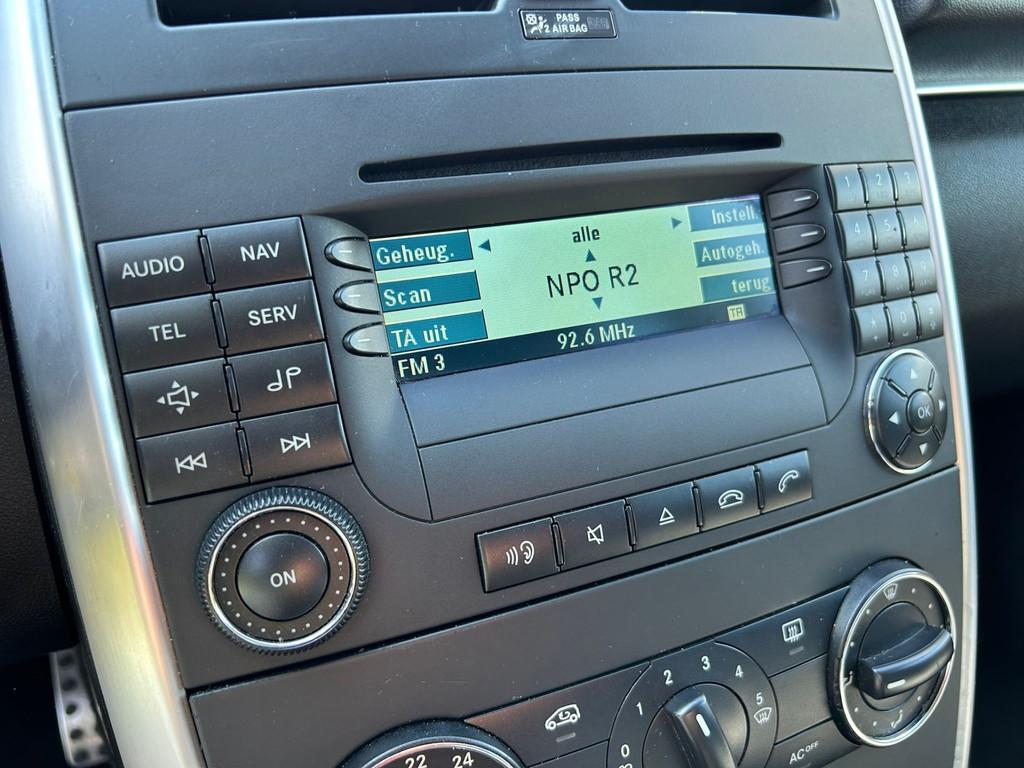 PASS
2 AIRBAG
AUDIO
NAV
TEL
SERV
Geheug.
Scan
TA uit
FM 3
alle
NPO R2
92.6 MHz
TA
Instell.
Autogeh.
terug
1 2 3
4 5 6
7 8 9
* 0 #
OK
ON
0 1 2 3 4 5
22 24
AC OFF